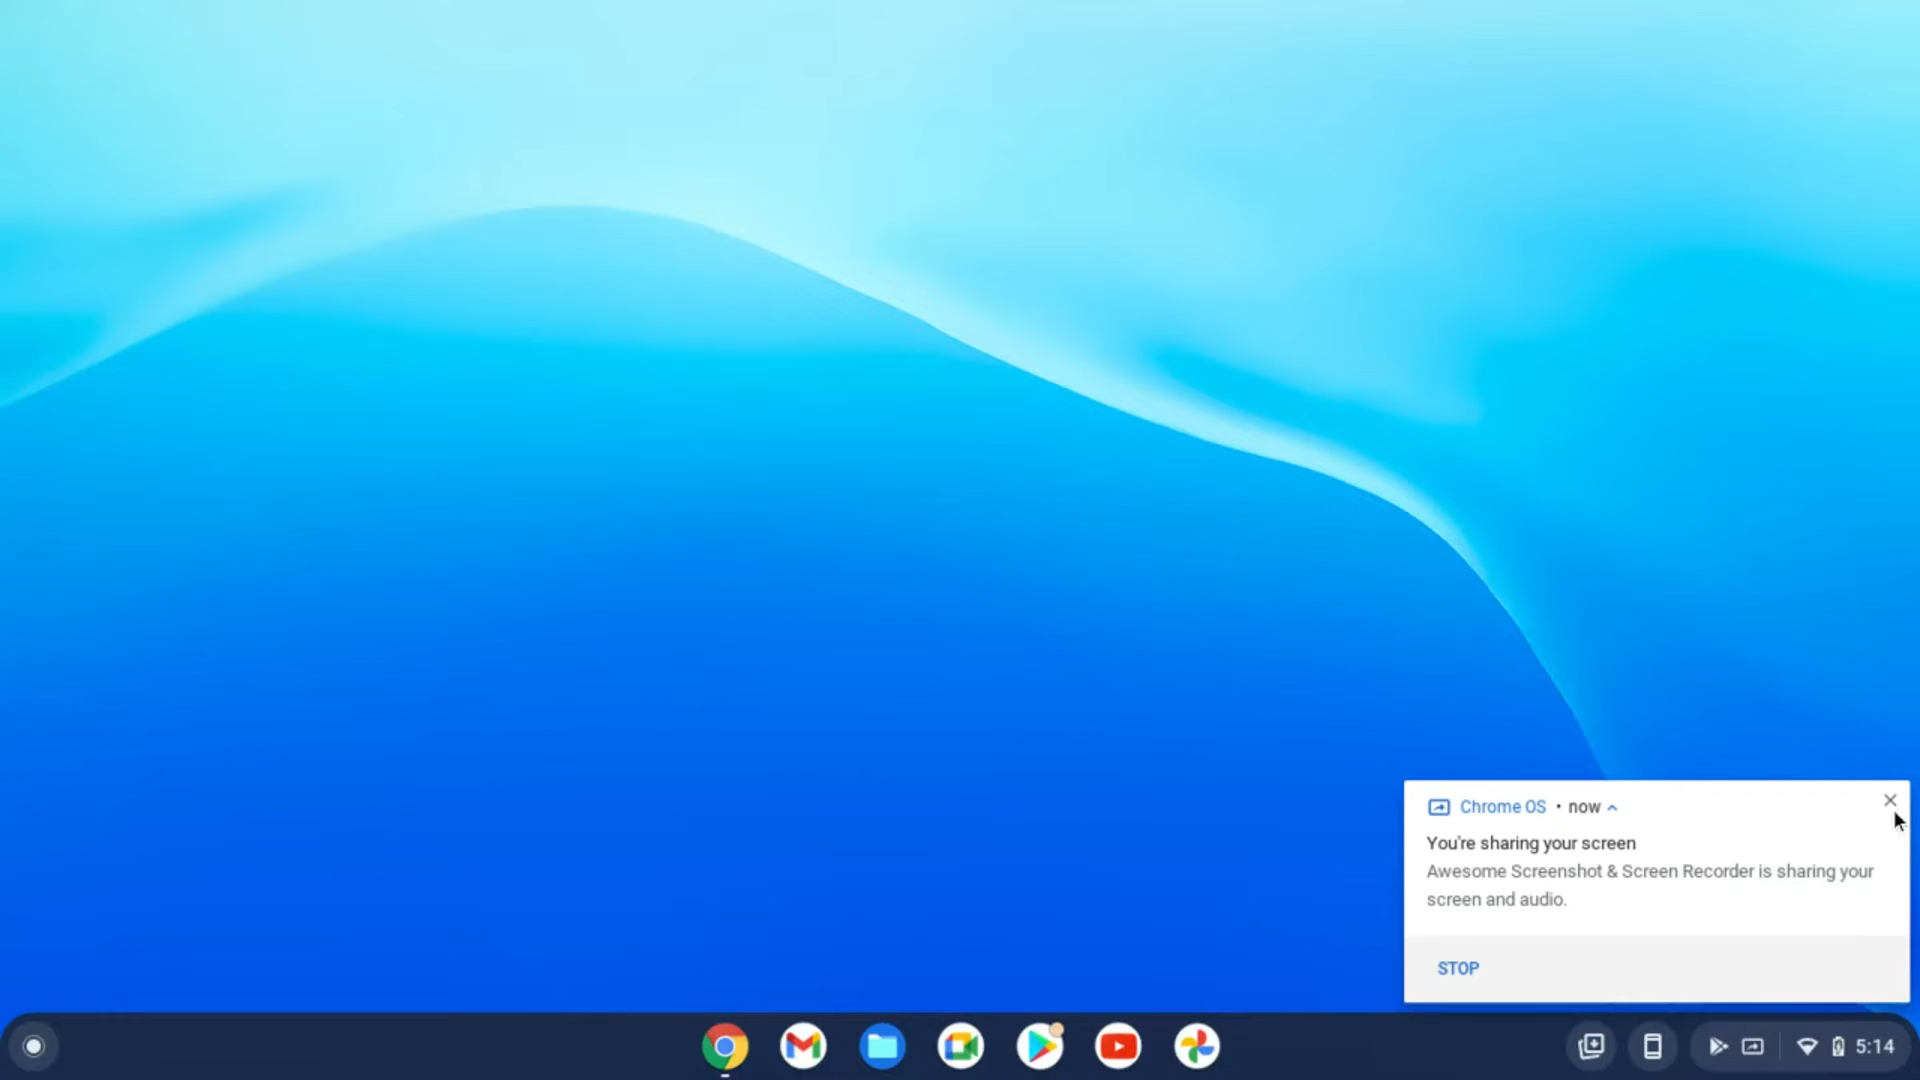 Chrome OS • now
You're sharing your screen
Awesome Screenshot & Screen Recorder is sharing your
screen and audio.
STOP
5:14